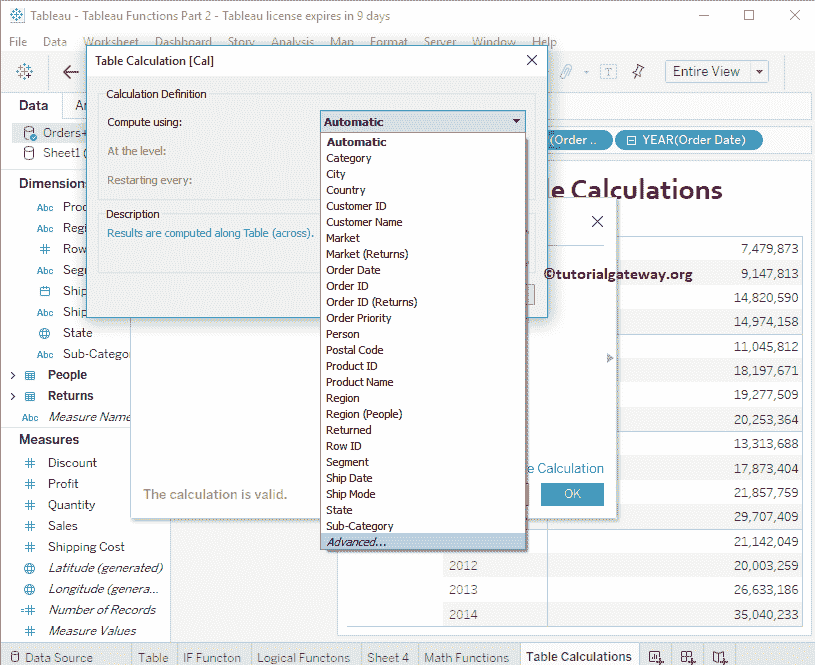 Tableau - Tableau Functions Part 2 - Tableau license expires in 9 days
File Data Worksheet Dashboard Story Analysis Map Format Server Window Help
Table Calculation [Cal]
Entire View
Data
Calculation Definition
Compute using:
Automatic
Orders+
(Order .. YEAR(Order Date)
Sheet1 (
At the level:
Restarting every:
Description
Results are computed along Table (across).
Automatic
Category
City
Country
Customer ID
Customer Name
Market
Market (Returns)
Order Date
Order ID
Order ID (Returns)
Order Priority
Person
Postal Code
Product ID
Product Name
Region
Region (People)
Returned
Row ID
Segment
Ship Date
Ship Mode
State
Sub-Category
Advanced...
Dimension
Abc Proc
Abc Regi
Row
Abc Seg
Ship
Abc Ship
State
Abc Sub-Catego
People
Returns
Abc Measure Name
Measures
Discount
Profit
Quantity
Sales
Shipping Cost
Latitude (generated)
Longitude (genera...
Number of Records
Measure Values
The calculation is valid.
e Calculation
OK
le Calculations
©tutorialgateway.org
7,479,873
9,147,813
14,820,590
14,974,158
11,045,812
18,197,671
19,277,509
20,253,364
13,313,688
17,873,404
21,857,759
29,707,409
21,142,049
2012 20,003,259
2013 26,633,186
2014 35,040,233
Data Source Table IF Functon Logical Functons Sheet 4 Math Functions Table Calculations